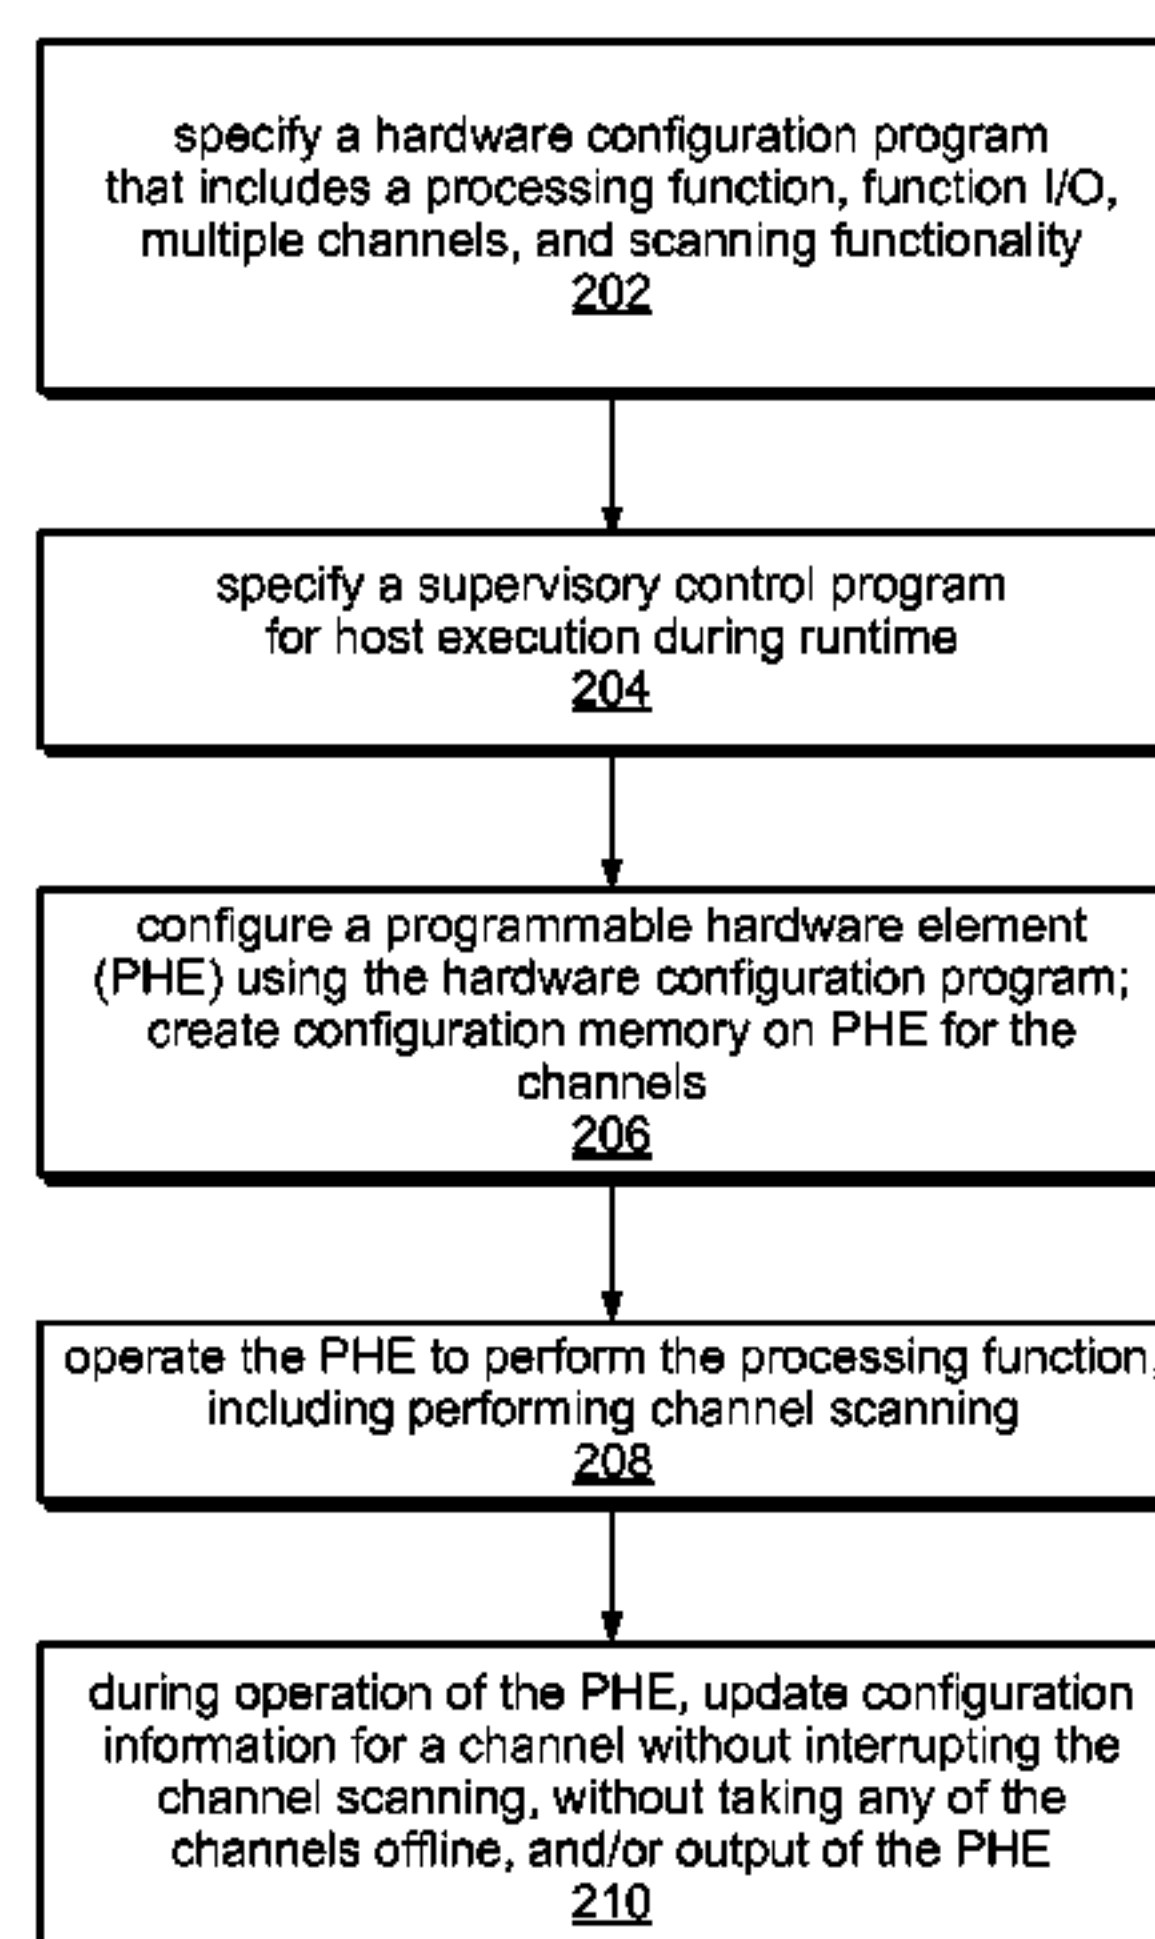 specify a hardware configuration program
that includes a processing function, function I/O,
multiple channels, and scanning functionality
202
specify a supervisory control program
for host execution during runtime
204
configure a programmable hardware element
(PHE) using the hardware configuration program;
create configuration memory on PHE for the
channels
206
operate the PHE to perform the processing function,
including performing channel scanning
208
during operation of the PHE, update configuration
information for a channel without interrupting the
channel scanning, without taking any of the
channels offline, and/or output of the PHE
210